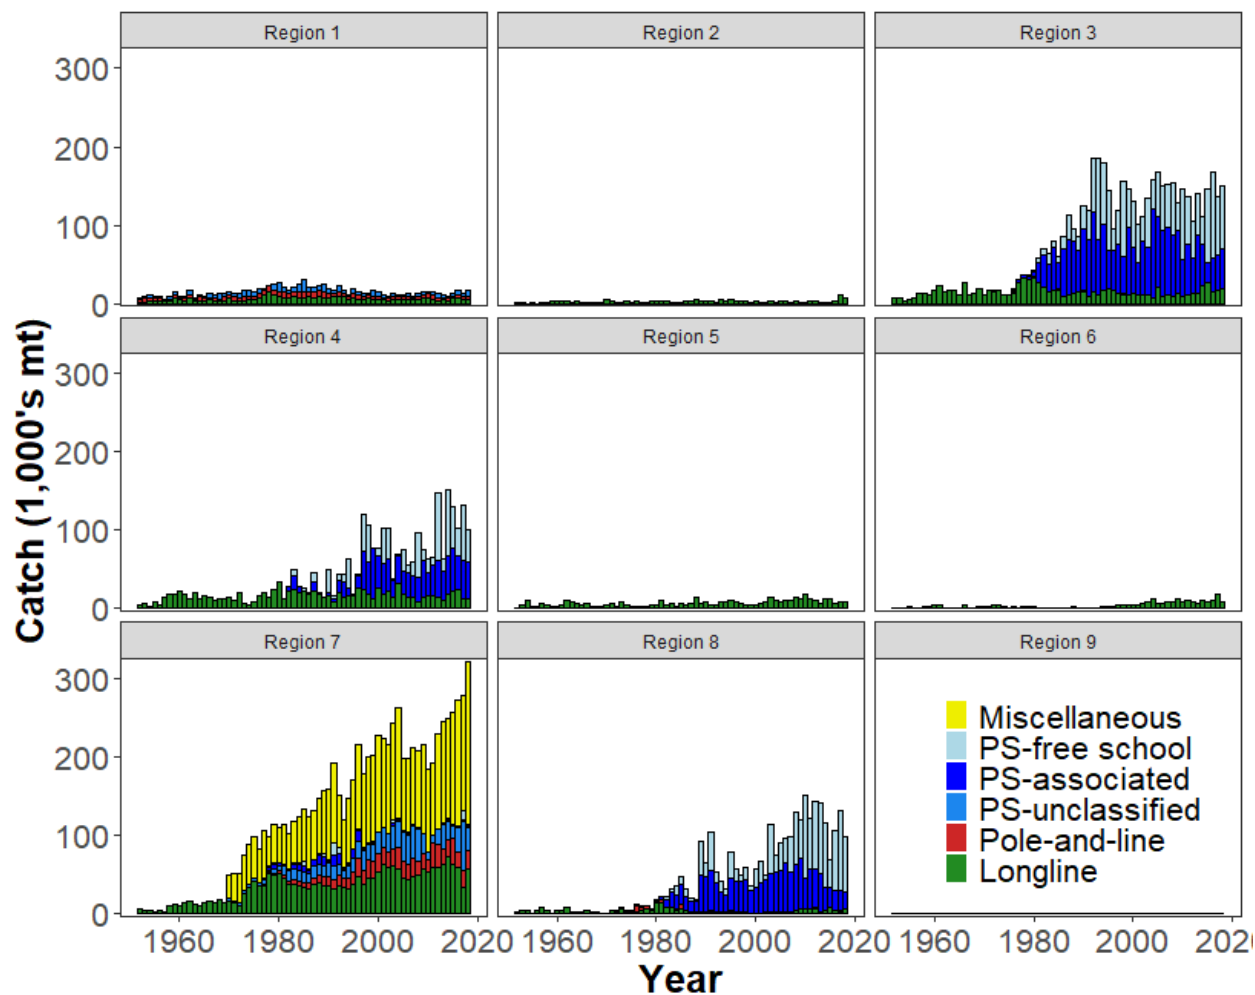 Region 1
Region 2
Region 3
300
200
100
0
Region 4
Region 5
Region 6
300
200
100
0
Catch (1,000's mt)
Region 7
Region 8
Region 9
300
200
100
0
Miscellaneous
PS-free school
PS-associated
PS-unclassified
Pole-and-line
Longline
1960 1980 2000 2020 1960 1980 2000 2020 1960 1980 2000 2020
Year